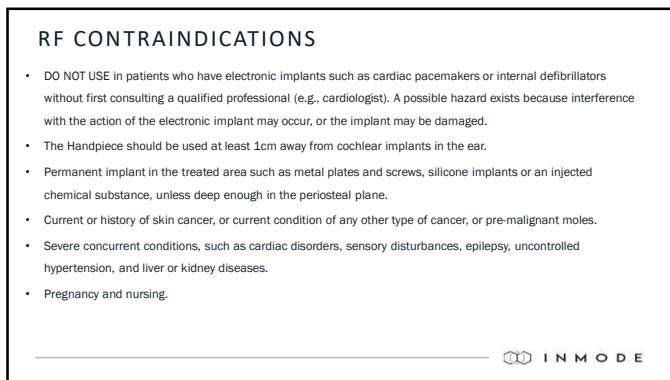 RF CONTRAINDICATIONS
• DO NOT USE in patients who have electronic implants such as cardiac pacemakers or internal defibrillators
without first consulting a qualified professional (e.g., cardiologist). A possible hazard exists because interference
with the action of the electronic implant may occur, or the implant may be damaged.
• The Handpiece should be used at least 1cm away from cochlear implants in the ear.
• Permanent implant in the treated area such as metal plates and screws, silicone implants or an injected
chemical substance, unless deep enough in the periosteal plane.
• Current or history of skin cancer, or current condition of any other type of cancer, or pre-malignant moles.
• Severe concurrent conditions, such as cardiac disorders, sensory disturbances, epilepsy, uncontrolled
hypertension, and liver or kidney diseases.
• Pregnancy and nursing.
INMODE